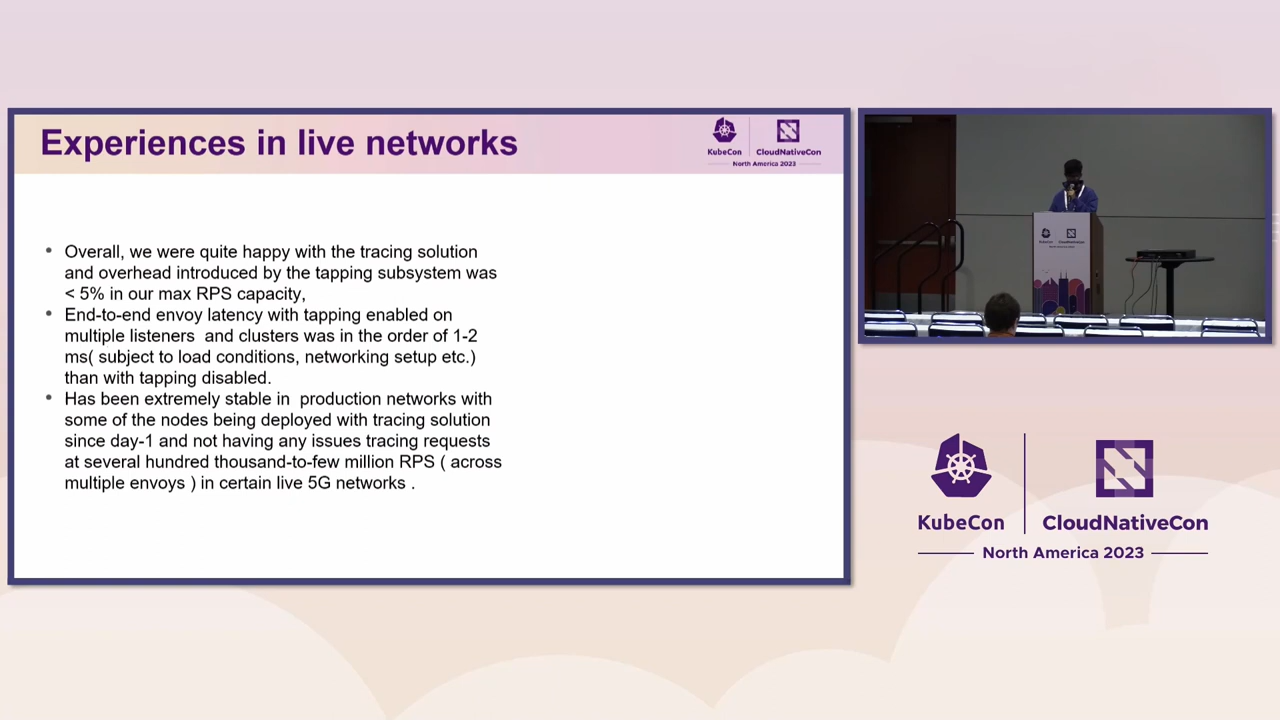 Experiences in live networks
KubeCon
CloudNativeCon
North America 2023
Overall, we were quite happy with the tracing solution
and overhead introduced by the tapping subsystem was
< 5% in our max RPS capacity,
End-to-end envoy latency with tapping enabled on
multiple listeners  and clusters was in the order of 1-2
ms( subject to load conditions, networking setup etc.)
than with tapping disabled.
Has been extremely stable in  production networks with
some of the nodes being deployed with tracing solution
since day-1 and not having any issues tracing requests
at several hundred thousand-to-few million RPS ( across
multiple envoys ) in certain live 5G networks .
KubeCon
CloudNativeCon
North America 2023